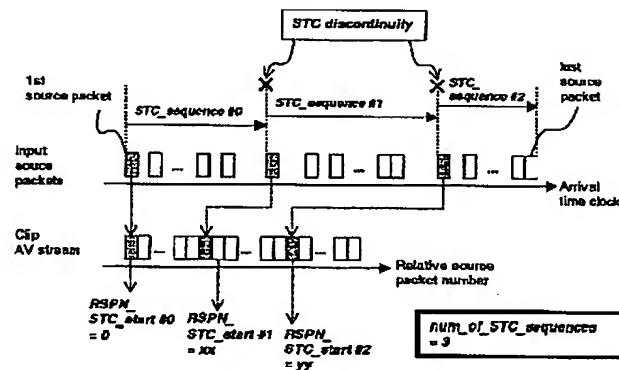 STC discontinuity
1st
source packet
STC_sequence #0
STC_sequence #1
STC_
sequence #2
last
source
packet
Input
souce
packets
...
...
...
Arrival
time clock
Clip
AV stream
...
...
...
Relative source
packet number
RSPN_
STC_start #0
= 0
RSPN_
STC_start #1
= xx
RSPN_
STC_start #2
= yy
num_of_STC_sequences
= 3